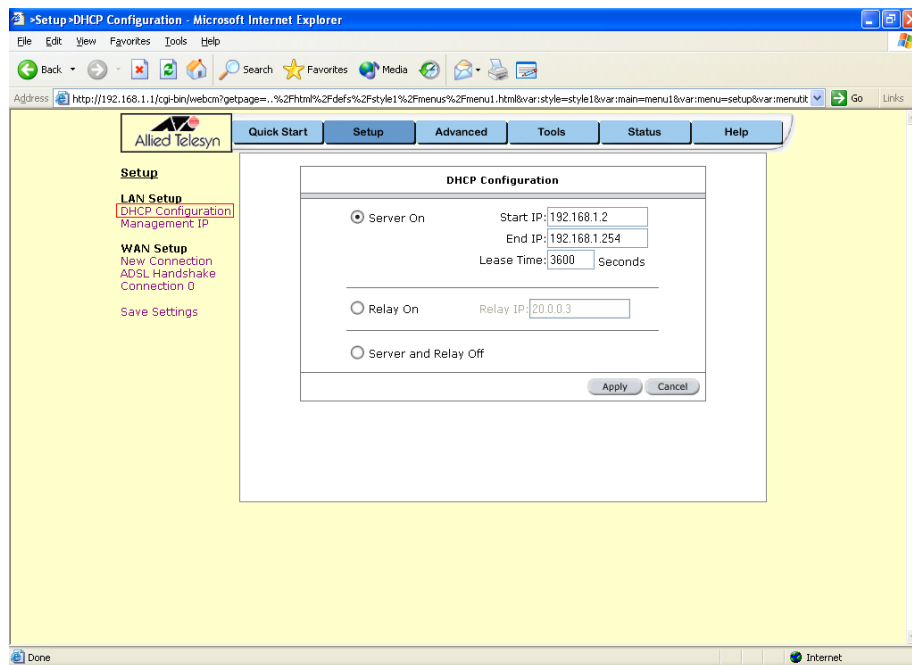 >Setup>DHCP Configuration - Microsoft Internet Explorer
File Edit View Favorites Tools Help
Back Search Favorites Media
Address http://192.168.1.1/cgi-bin/webcm?getpage=..%2Fhtml%2Fdefs%2Fstyle1%2Fmenus%2Fmenu1.html&var:style=style1&var:main=menu1&var:menu=setup&var:menutit Go Links
Allied Telesyn
Quick Start Setup Advanced Tools Status Help
Setup
LAN Setup
DHCP Configuration
Management IP
WAN Setup
New Connection
ADSL Handshake
Connection 0
Save Settings
DHCP Configuration
Server On Start IP: 192.168.1.2
End IP: 192.168.1.254
Lease Time: 3600 Seconds
Relay On Relay IP: 20.0.0.3
Server and Relay Off
Apply Cancel
Done Internet